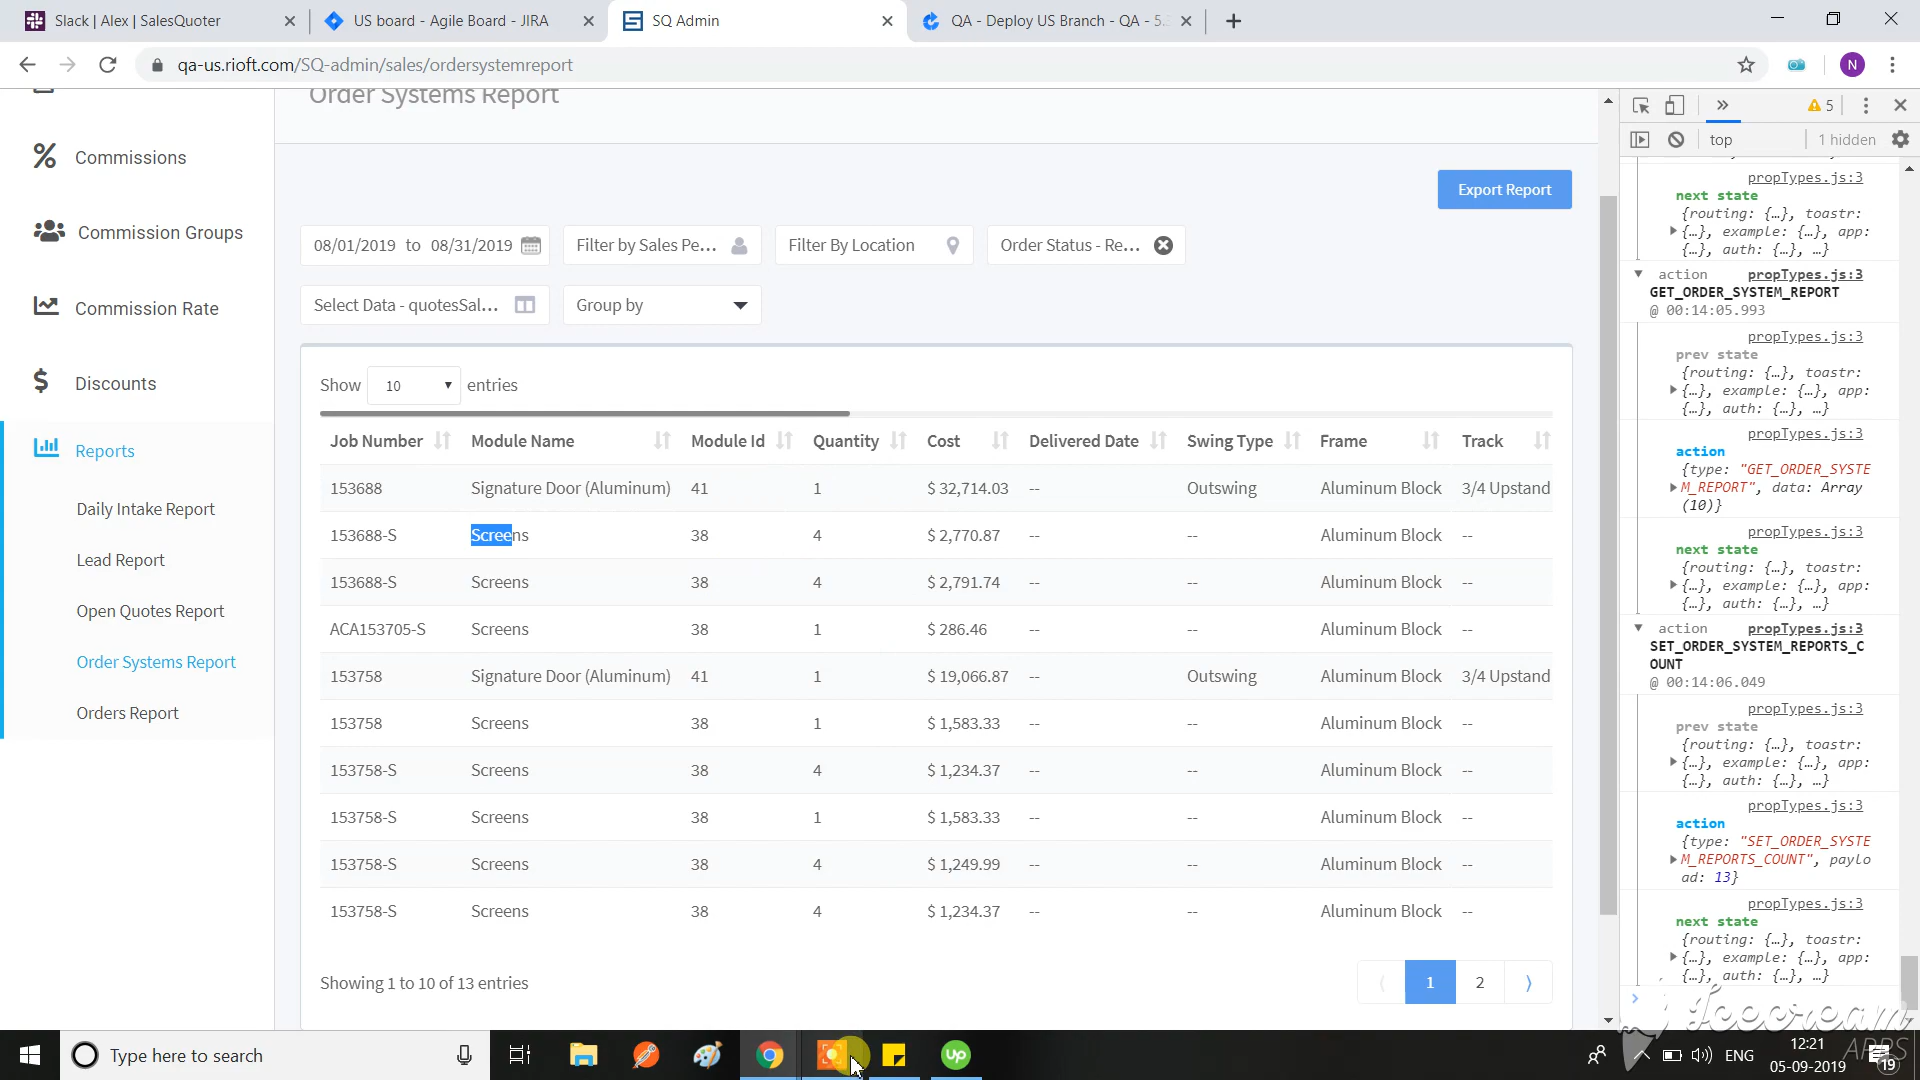 Slack | Alex | SalesQuoter
US board - Agile Board - JIRA
SQ Admin
QA - Deploy US Branch - QA - 5.
qa-us.rioft.com/SQ-admin/sales/ordersystemreport
N
Commissions
Commission Groups
Commission Rate
Discounts
Reports
Daily Intake Report
Lead Report
Open Quotes Report
Order Systems Report
Orders Report
Order Systems Report
Export Report
08/01/2019 to 08/31/2019
Filter by Sales Pe...
Filter By Location
Order Status - Re...
Select Data - quotesSal...
Group by
Show 10 entries
Job Number Module Name Module Id Quantity Cost Delivered Date Swing Type Frame Track
153688 Signature Door (Aluminum) 41 1 $ 32,714.03 -- Outswing Aluminum Block 3/4 Upstand
153688-S Screens 38 4 $ 2,770.87 -- -- Aluminum Block --
153688-S Screens 38 4 $ 2,791.74 -- -- Aluminum Block --
ACA153705-S Screens 38 1 $ 286.46 -- -- Aluminum Block --
153758 Signature Door (Aluminum) 41 1 $ 19,066.87 -- Outswing Aluminum Block 3/4 Upstand
153758 Screens 38 1 $ 1,583.33 -- -- Aluminum Block --
153758-S Screens 38 4 $ 1,234.37 -- -- Aluminum Block --
153758-S Screens 38 1 $ 1,583.33 -- -- Aluminum Block --
153758-S Screens 38 4 $ 1,249.99 -- -- Aluminum Block --
153758-S Screens 38 4 $ 1,234.37 -- -- Aluminum Block --
Showing 1 to 10 of 13 entries
1 2
5
top
1 hidden
propTypes.js:3
next state
{routing: {…}, toastr:
{…}, example: {…}, app:
{…}, auth: {…}, …}
action propTypes.js:3
GET_ORDER_SYSTEM_REPORT
@ 00:14:05.993
propTypes.js:3
prev state
{routing: {…}, toastr:
{…}, example: {…}, app:
{…}, auth: {…}, …}
propTypes.js:3
action
{type: "GET_ORDER_SYSTE
M_REPORT", data: Array
(10)}
propTypes.js:3
next state
{routing: {…}, toastr:
{…}, example: {…}, app:
{…}, auth: {…}, …}
action propTypes.js:3
SET_ORDER_SYSTEM_REPORTS_C
OUNT
@ 00:14:06.049
propTypes.js:3
prev state
{routing: {…}, toastr:
{…}, example: {…}, app:
{…}, auth: {…}, …}
propTypes.js:3
action
{type: "SET_ORDER_SYSTE
M_REPORTS_COUNT", paylo
ad: 13}
propTypes.js:3
next state
{routing: {…}, toastr:
{…}, example: {…}, app:
{…}, auth: {…}, …}
Icecream
APPS
Type here to search
up
ENG
12:21
05-09-2019
19